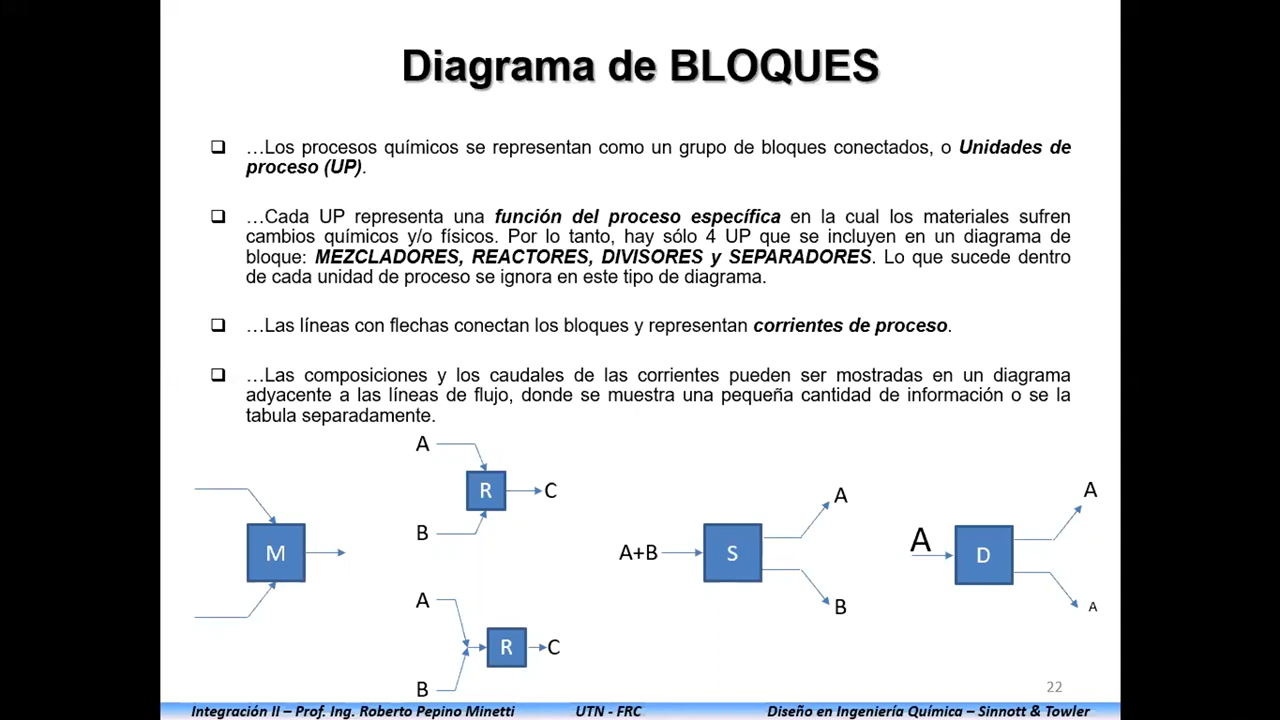 Diagrama de BLOQUES
…Los procesos químicos se representan como un grupo de bloques conectados, o Unidades de
proceso (UP).
…Cada UP representa una función del proceso específica en la cual los materiales sufren
cambios químicos y/o físicos. Por lo tanto, hay sólo 4 UP que se incluyen en un diagrama de
bloque: MEZCLADORES, REACTORES, DIVISORES y SEPARADORES. Lo que sucede dentro
de cada unidad de proceso se ignora en este tipo de diagrama.
…Las líneas con flechas conectan los bloques y representan corrientes de proceso.
…Las composiciones y los caudales de las corrientes pueden ser mostradas en un diagrama
adyacente a las líneas de flujo, donde se muestra una pequeña cantidad de información o se la
tabula separadamente.
M
A
R
C
B
A
R
C
B
A+B
S
A
B
A
D
A
A
22
Integración II – Prof. Ing. Roberto Pepino Minetti
UTN - FRC
Diseño en Ingeniería Química – Sinnott & Towler